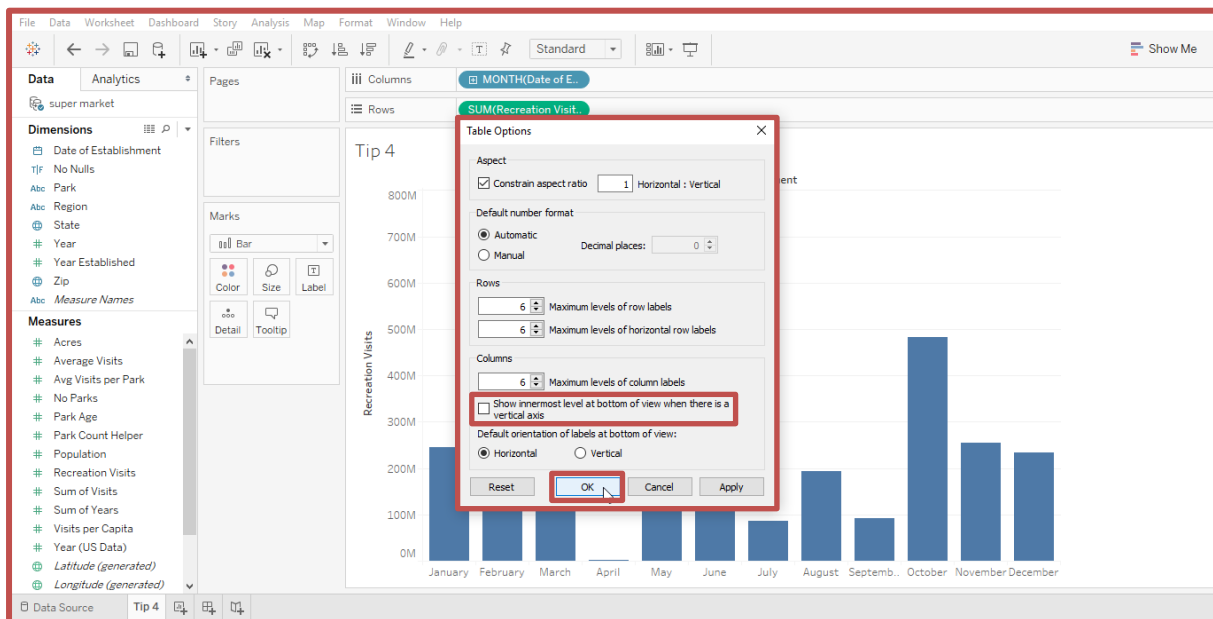 File Data Worksheet Dashboard Story Analysis Map Format Window Help
Standard
Show Me
Data
Analytics
super market
Dimensions
Date of Establishment
T|F No Nulls
Abc Park
Abc Region
State
# Year
# Year Established
Zip
Abc Measure Names
Measures
# Acres
# Average Visits
# Avg Visits per Park
# No Parks
# Park Age
# Park Count Helper
# Population
# Recreation Visits
# Sum of Visits
# Sum of Years
# Visits per Capita
# Year (US Data)
Latitude (generated)
Longitude (generated)
Pages
Filters
Marks
Bar
Color Size Label
Detail Tooltip
iii Columns
MONTH(Date of E..
Rows
SUM(Recreation Visit..
Tip 4
ent
Recreation Visits
800M
700M
600M
500M
400M
300M
200M
100M
0M
January February March April May June July August Septemb.. October November December
Table Options
Aspect
Constrain aspect ratio 1 Horizontal : Vertical
Default number format
Automatic
Manual
Decimal places: 0
Rows
6 Maximum levels of row labels
6 Maximum levels of horizontal row labels
Columns
6 Maximum levels of column labels
Show innermost level at bottom of view when there is a
vertical axis
Default orientation of labels at bottom of view:
Horizontal Vertical
Reset OK Cancel Apply
Data Source Tip 4